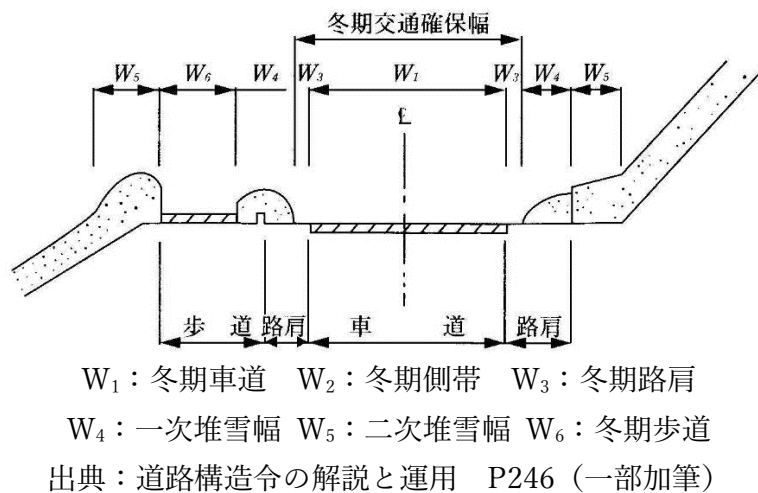 冬期交通確保幅
W₅ W₆ W₄ W₃ W₁ W₃ W₄ W₅
℄
歩道 路肩 車道 路肩
W₁：冬期車道 W₂：冬期側帯 W₃：冬期路肩
W₄：一次堆雪幅 W₅：二次堆雪幅 W₆：冬期歩道
出典：道路構造令の解説と運用 P246（一部加筆）